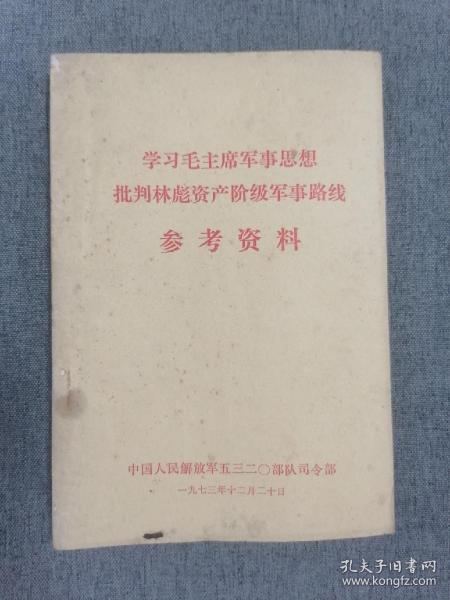 学习毛主席军事思想
批判林彪资产阶级军事路线
参考资料
中国人民解放军五三二〇部队司令部
一九七三年十二月二十日
孔夫子旧书网
www.kongfz.com